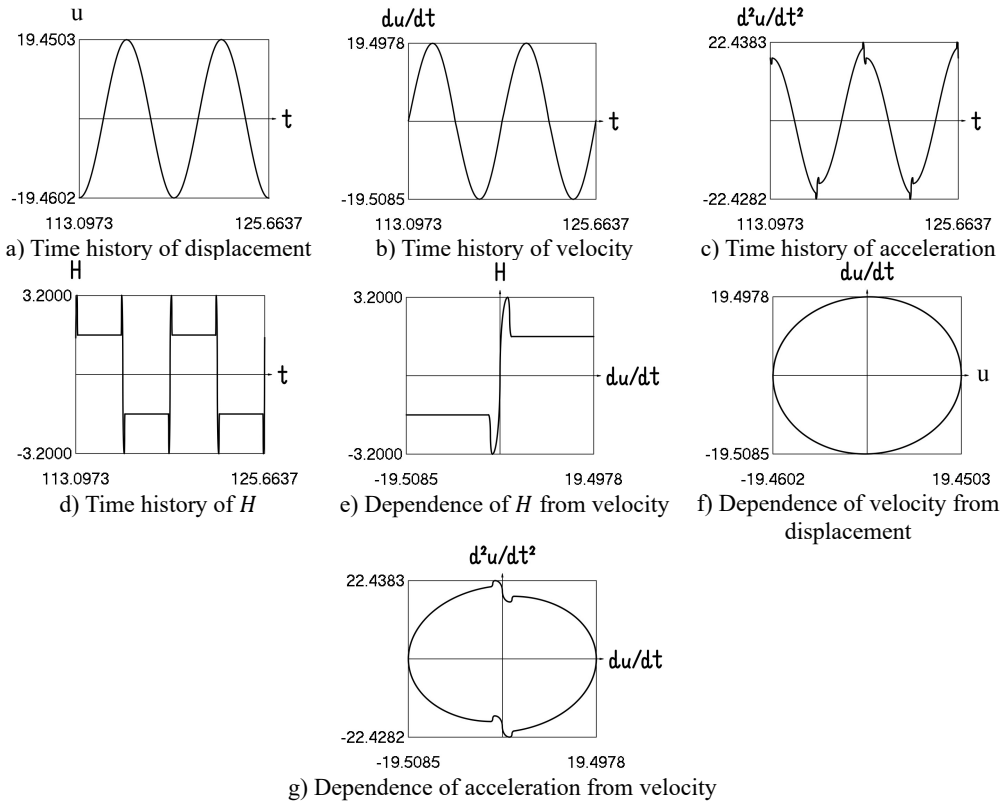 u
19.4503
t
-19.4602
113.0973 125.6637
a) Time history of displacement
du/dt
19.4978
t
-19.5085
113.0973 125.6637
b) Time history of velocity
d²u/dt²
22.4383
t
-22.4282
113.0973 125.6637
c) Time history of acceleration
H
3.2000
t
-3.2000
113.0973 125.6637
d) Time history of H
H
3.2000
du/dt
-3.2000
-19.5085 19.4978
e) Dependence of H from velocity
du/dt
19.4978
u
-19.5085
-19.4602 19.4503
f) Dependence of velocity from
displacement
d²u/dt²
22.4383
du/dt
-22.4282
-19.5085 19.4978
g) Dependence of acceleration from velocity